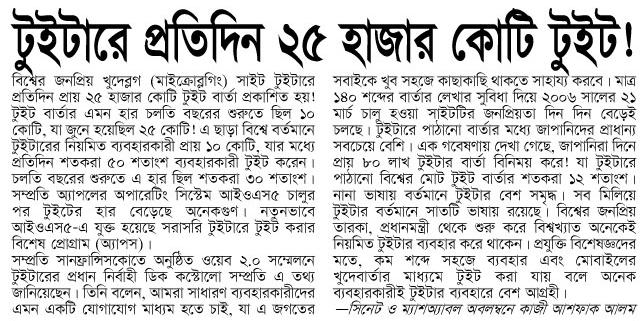 টুইটারে প্রতিদিন ২৫ হাজার কোটি টুইট!
বিশ্বের জনপ্রিয় খুদেব্লগ (মাইক্রোব্লগিং) সাইট টুইটারে
প্রতিদিন প্রায় ২৫ হাজার কোটি টুইট বার্তা প্রকাশিত হয়!
টুইট বার্তার এমন হার চলতি বছরের শুরুতে ছিল ১০
কোটি, যা জুনে হয়েছিল ২৫ কোটি! এ ছাড়া বিশ্বে বর্তমানে
টুইটারের নিয়মিত ব্যবহারকারী প্রায় ১০ কোটি, যার মধ্যে
প্রতিদিন প্রায় ৫০ শতাংশ ব্যবহারকারী টুইট করেন।
চলতি বছরের শুরুতে এ হার ছিল শতকরা ৩০ শতাংশ।
সম্প্রতি অ্যাপলের অপারেটিং সিস্টেম আইওএস৫ চালুর
পর টুইটের হার বেড়েছে অনেকগুণ। নতুনভাবে
আইওএস৫-এ যুক্ত হয়েছে সরাসরি টুইটারে টুইট করার
বিশেষ প্রোগ্রাম (অ্যাপস)।
সম্প্রতি সানফ্রান্সিসকোতে অনুষ্ঠিত ওয়েব ২.০ সম্মেলনে
টুইটারের প্রধান নির্বাহী ডিক কস্টোলো সম্প্রতি এ তথ্য
জানিয়েছেন। তিনি বলেন, আমরা সাধারণ ব্যবহারকারীদের
এমন একটি যোগাযোগ মাধ্যম হতে চাই, যা এ জগতের
সবাইকে খুব সহজে কাছাকাছি থাকতে সাহায্য করবে। মাত্র
১৪০ শব্দের বার্তার লেখার সুবিধা দিয়ে ২০০৬ সালের ২১
মার্চ চালু হওয়া সাইটটির জনপ্রিয়তা দিন দিন বেড়েই
চলছে। টুইটারে পাঠানো বার্তার মধ্যে জাপানিদের প্রাধান্য
সবচেয়ে বেশি। এক গবেষণায় দেখা গেছে, জাপানিরা দিনে
প্রায় ৮০ লাখ টুইটার বার্তা বিনিময় করে! যা টুইটারে
পাঠানো বিশ্বের মোট টুইট বার্তার শতকরা ১২ শতাংশ।
নানা ভাষায় বর্তমানে টুইটার বেশ সমৃদ্ধ। সব মিলিয়ে
টুইটার বর্তমানে সাতটি ভাষায় রয়েছে। বিশ্বের জনপ্রিয়
তারকা, প্রধানমন্ত্রী থেকে শুরু করে বিশ্বখ্যাত অনেকেই
নিয়মিত টুইটার ব্যবহার করে থাকেন। প্রযুক্তি বিশেষজ্ঞদের
মতে, কম শব্দে সহজে ব্যবহার এবং মোবাইলের
খুদেবার্তার মাধ্যমে টুইট করা যায় বলে অনেক
ব্যবহারকারীই টুইটার ব্যবহারে বেশ আগ্রহী।
—সিনেট ও ম্যাশঅ্যাবল অবলম্বনে কাজী আশফাক আলম